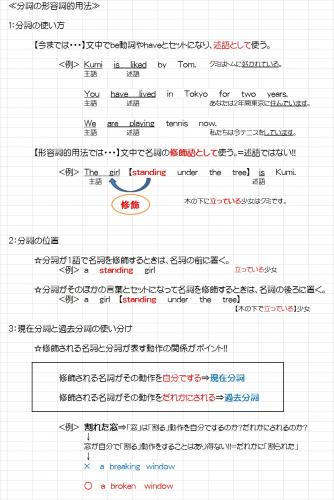 ≪分詞の形容詞的用法≫
1：分詞の使い方
【今までは・・・】文中でbe動詞やhaveとセットになり、述語として使う。
<例> Kumi is liked by Tom. クミはトムに好かれている。
主語 述語
You have lived in Tokyo for two years.
主語 述語 あなたは2年間東京に住んでいます。
We are playing tennis now.
主語 述語 私たちは今テニスをしています。
【形容詞的用法では・・・】文中で名詞の修飾語として使う。=述語ではない!!
<例> The girl 【standing under the tree】 is Kumi.
主語 述語
修飾 木の下に立っている少女はクミです。
2：分詞の位置
☆分詞が1語で名詞を修飾するときは、名詞の前に置く。
<例> a standing girl 立っている少女
☆分詞がそのほかの言葉とセットになって名詞を修飾するときは、名詞の後ろに置く。
<例> a girl 【standing under the tree】
【木の下で立っている】少女
3：現在分詞と過去分詞の使い分け
☆修飾される名詞と分詞が表す動作の関係がポイント!!
修飾される名詞がその動作を自分でする⇒現在分詞
修飾される名詞がその動作をだれかにされる⇒過去分詞
<例> 割れた窓⇒「窓」は「割る」動作を自分でするのか?だれかにされるのか?
↓
窓が自分で「割る」動作をすることはあり得ない!!=だれかに「割られた」
↓
× a breaking window
○ a broken window